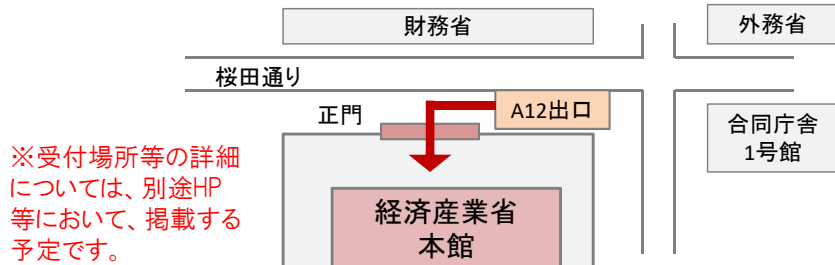 財務省
外務省
桜田通り
正門
A12出口
合同庁舎
1号館
※受付場所等の詳細
については、別途HP
等において、掲載する
予定です。
経済産業省
本館